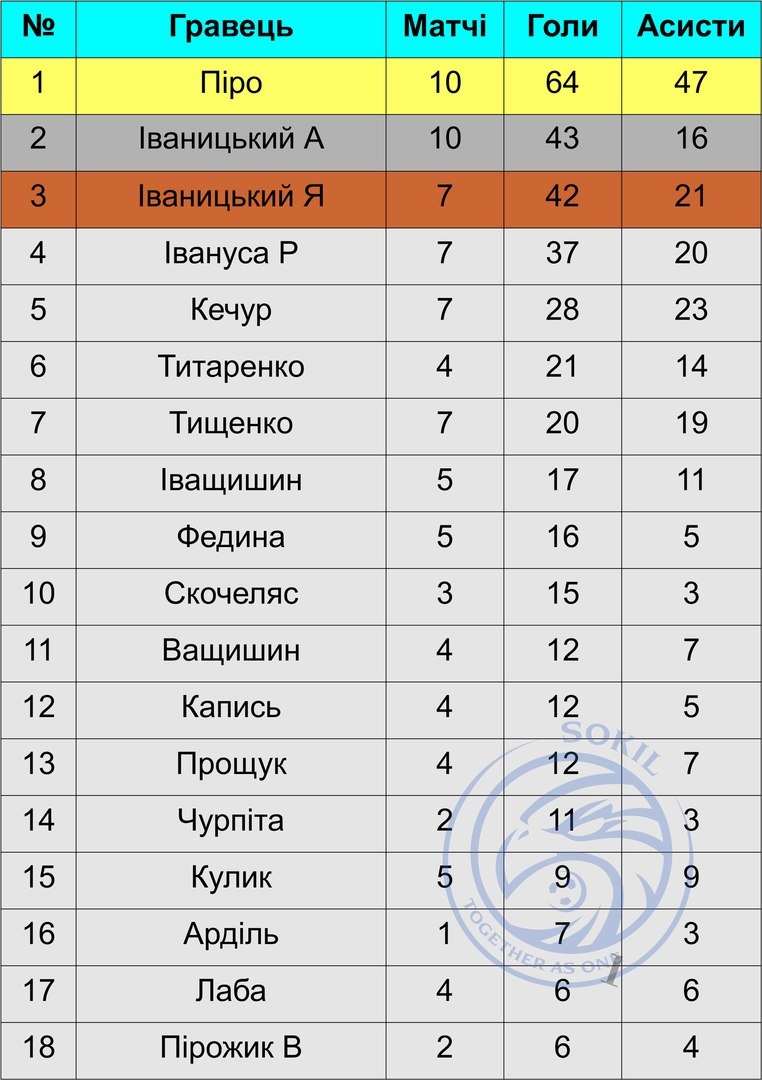 № Гравець Матчі Голи Асисти
1 Піро 10 64 47
2 Іваницький А 10 43 16
3 Іваницький Я 7 42 21
4 Івануса Р 7 37 20
5 Кечур 7 28 23
6 Титаренко 4 21 14
7 Тищенко 7 20 19
8 Іващишин 5 17 11
9 Федина 5 16 5
10 Скочеляс 3 15 3
11 Ващишин 4 12 7
12 Капись 4 12 5
13 Прощук 4 12 7
14 Чурпіта 2 11 3
15 Кулик 5 9 9
16 Арділь 1 7 3
17 Лаба 4 6 6
18 Пірожик В 2 6 4
SOKIL
TOGETHER AS ONE
1